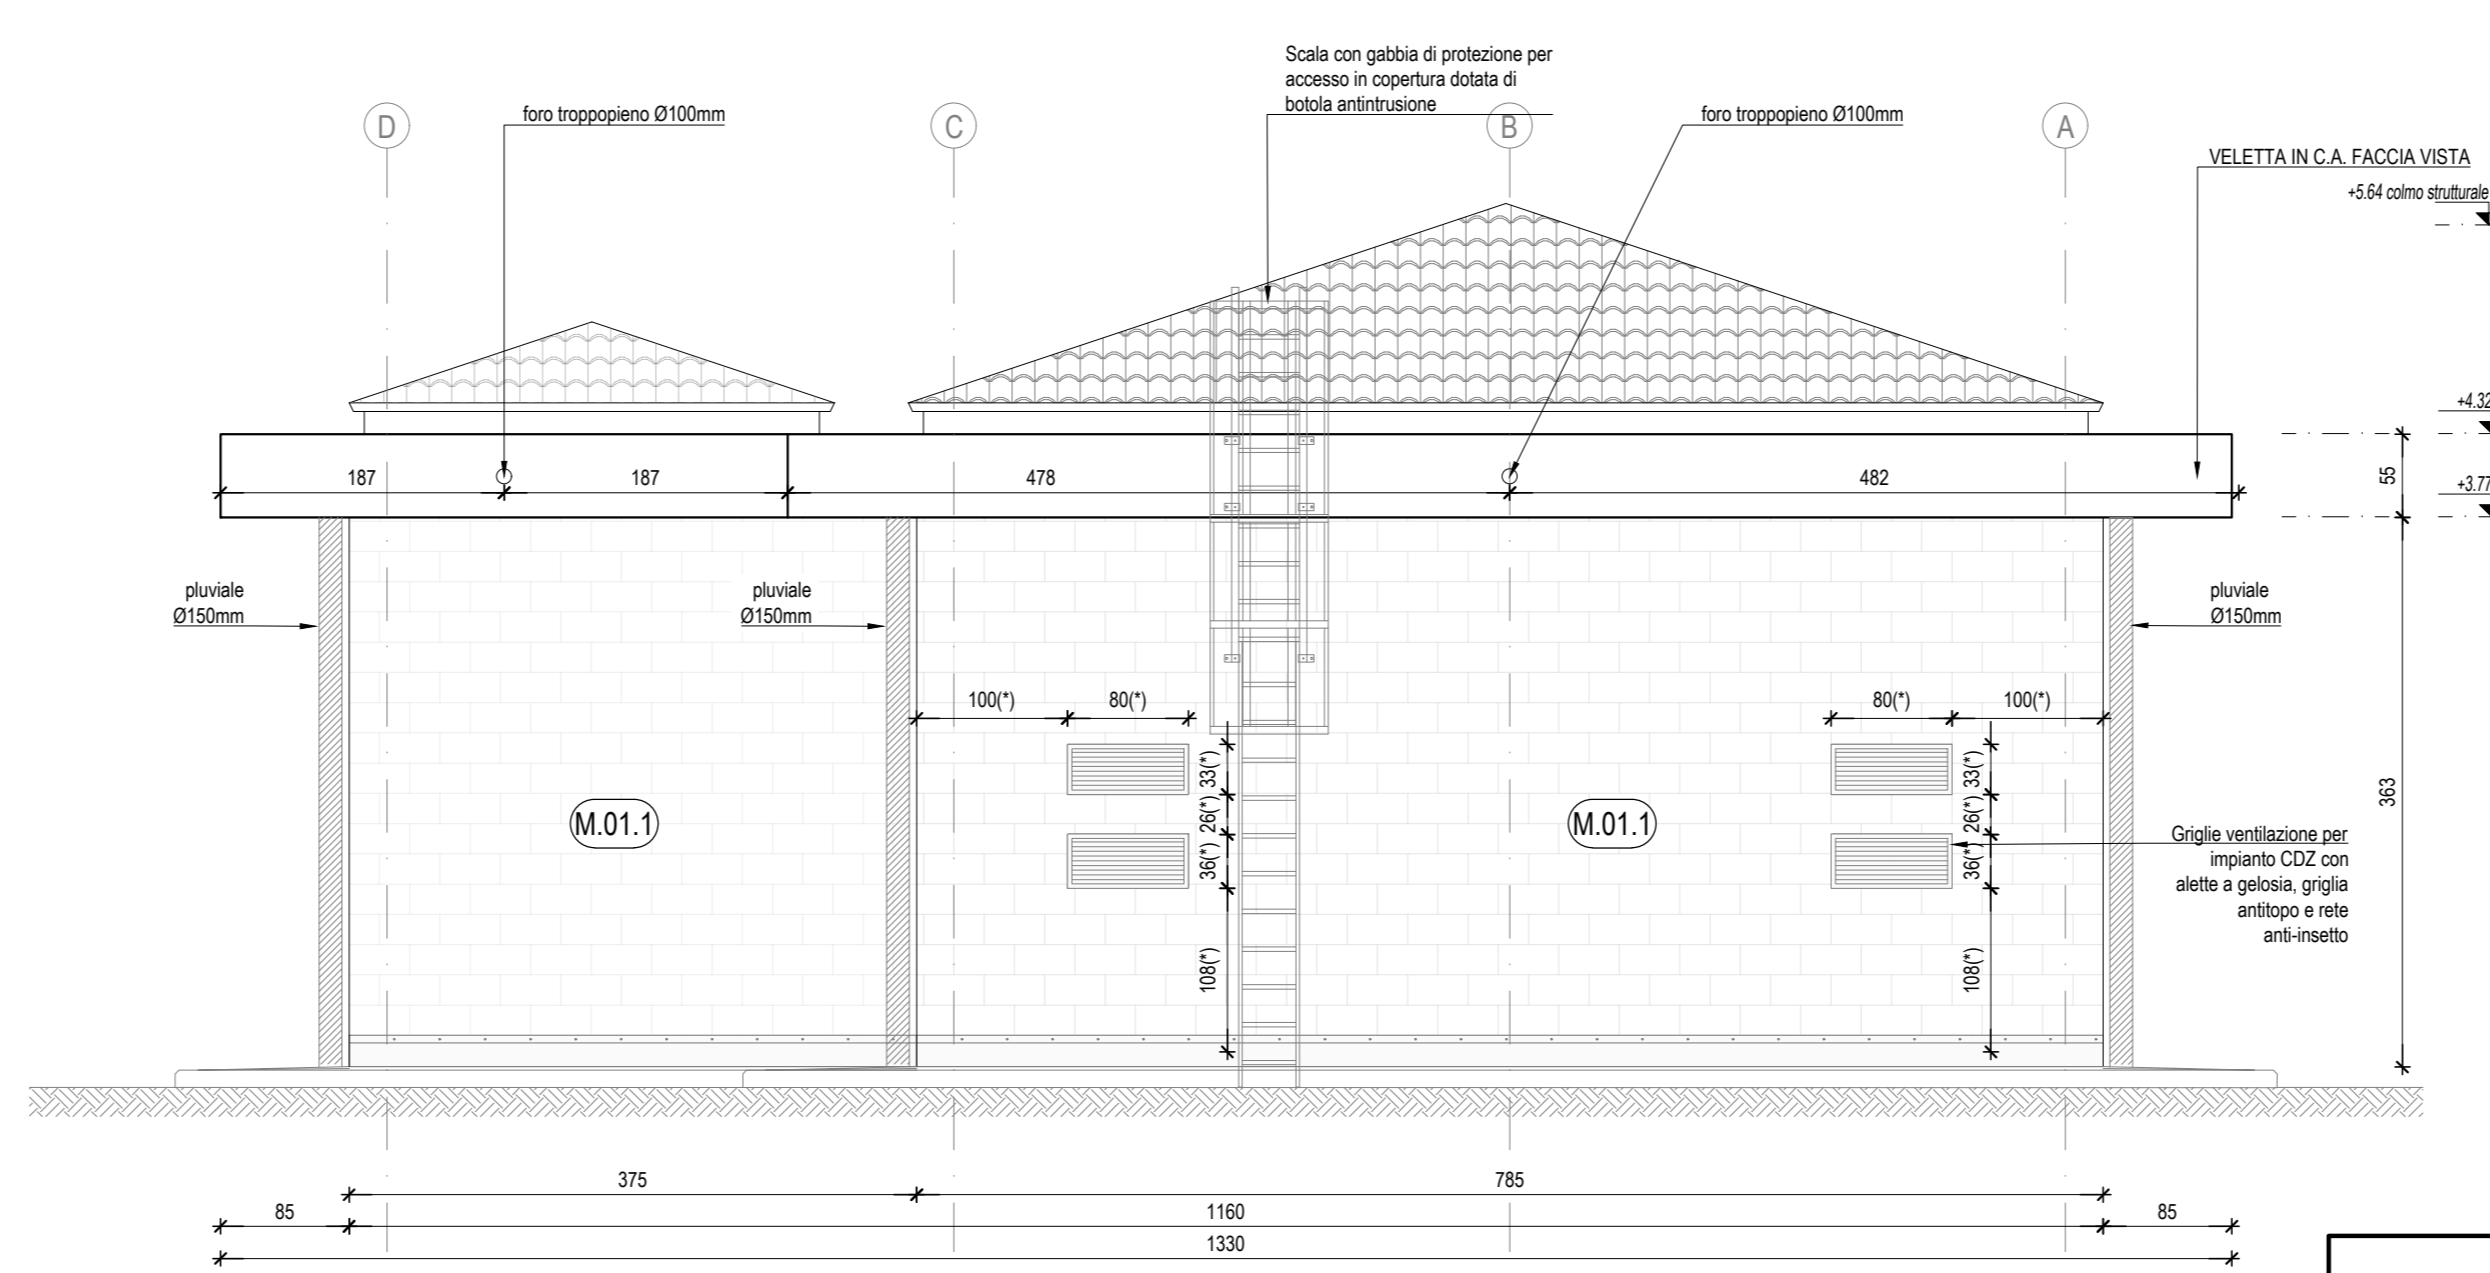 Scala con gabbia di protezione per
accesso in copertura dotata di
botola antintrusione
D
foro troppopieno Ø100mm
C
B
foro troppopieno Ø100mm
A
VELETTA IN C.A. FACCIA VISTA
+5.64 colmo strutturale
+4.32
187
187
478
482
55
+3.77
pluviale
Ø150mm
pluviale
Ø150mm
pluviale
Ø150mm
100(*)
80(*)
80(*)
100(*)
33(*)
26(*)
36(*)
108(*)
33(*)
26(*)
36(*)
108(*)
363
M.01.1
M.01.1
Griglie ventilazione per
impianto CDZ con
alette a gelosia, griglia
antitopo e rete
anti-insetto
375
785
85
1160
85
1330